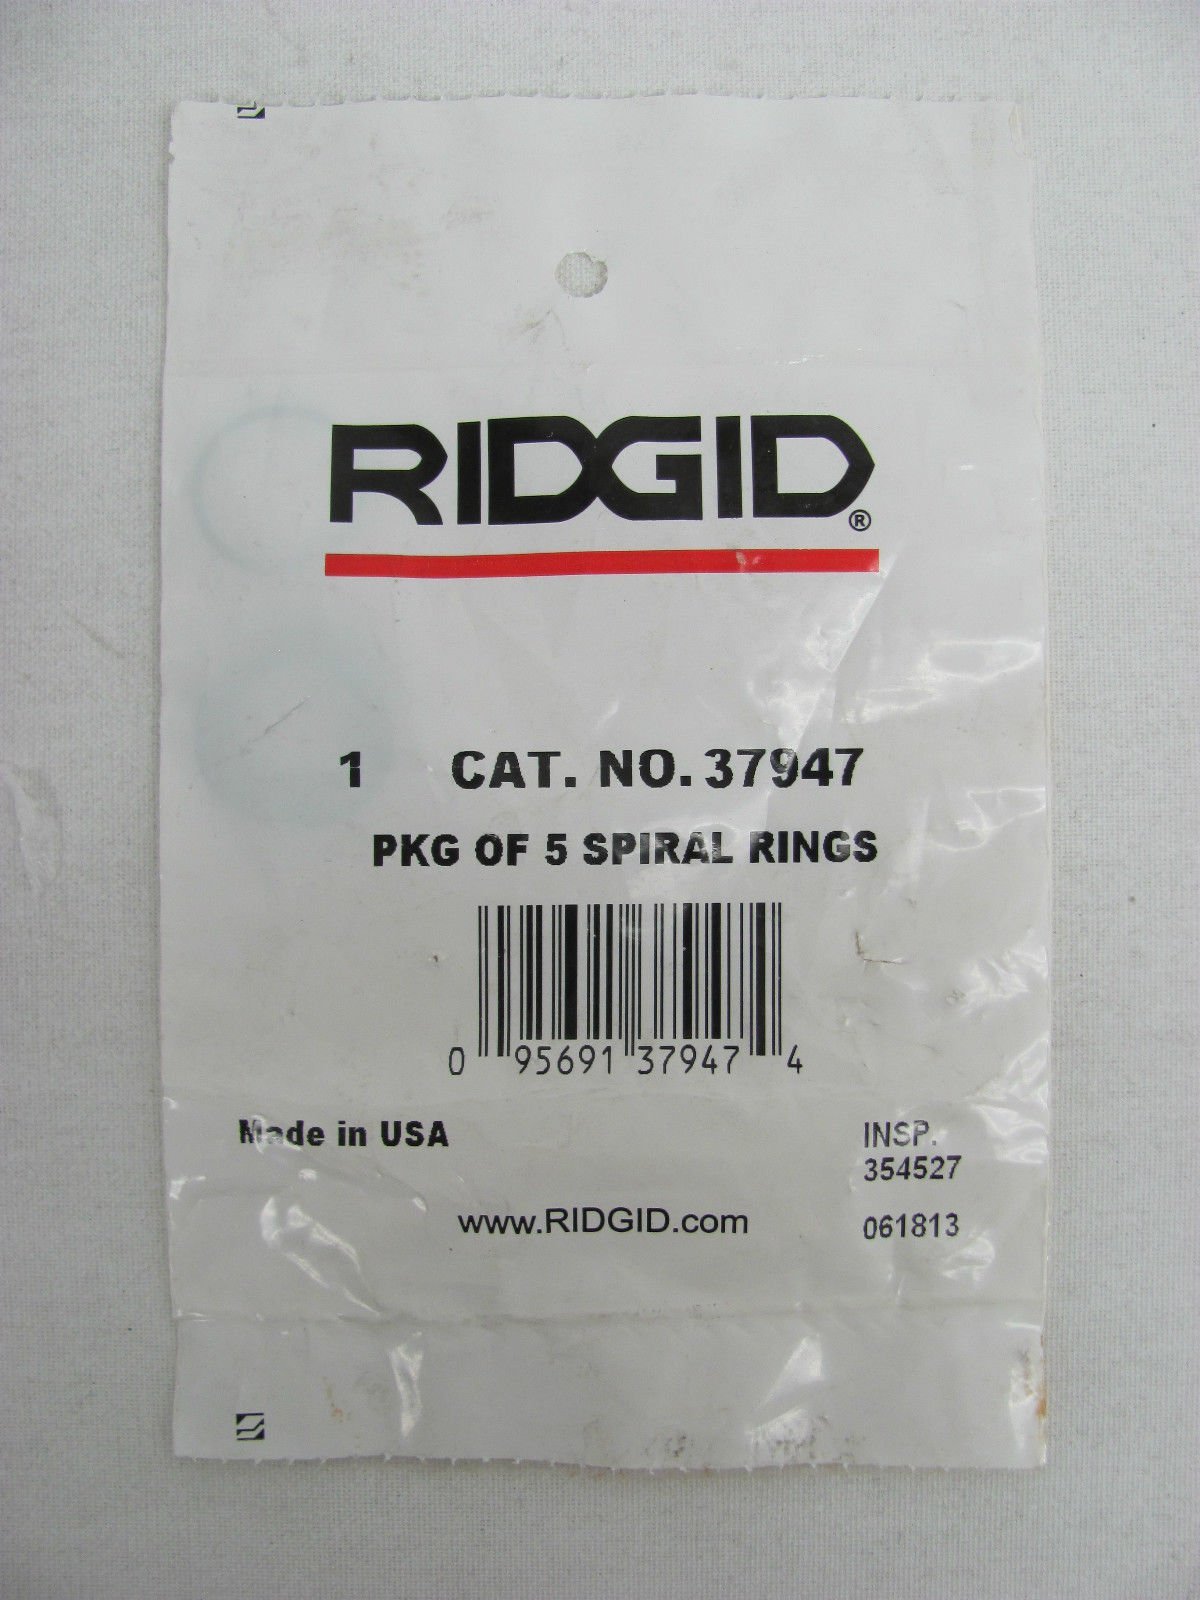 RIDGID®
1 CAT. NO. 37947
PKG OF 5 SPIRAL RINGS
0 95691 37947 4
Made in USA
INSP.
354527
www.RIDGID.com
061813